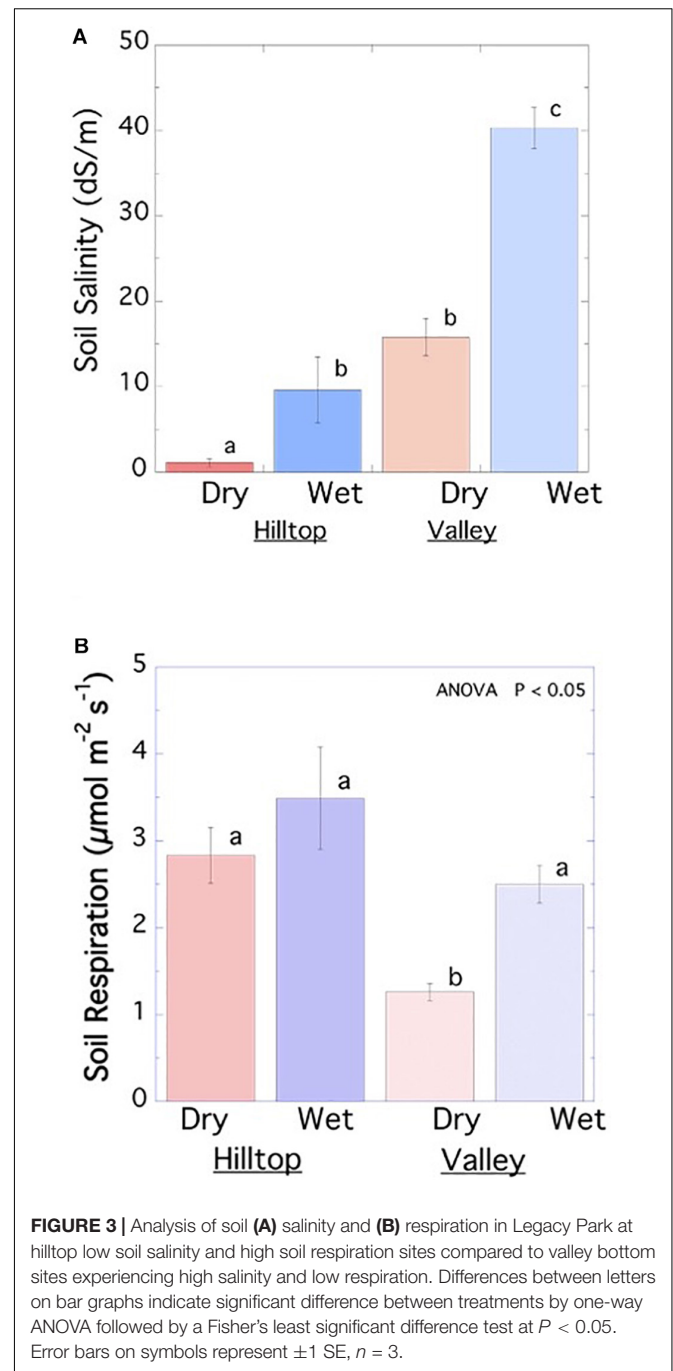 A
50
40
30
20
10
0
Soil Salinity (dS/m)
a
b
b
c
Dry Wet Dry Wet
Hilltop Valley
B
5
4
3
2
1
0
Soil Respiration (µmol m⁻² s⁻¹)
ANOVA P < 0.05
a
a
b
a
Dry Wet Dry Wet
Hilltop Valley
FIGURE 3 | Analysis of soil (A) salinity and (B) respiration in Legacy Park at
hilltop low soil salinity and high soil respiration sites compared to valley bottom
sites experiencing high salinity and low respiration. Differences between letters
on bar graphs indicate significant difference between treatments by one-way
ANOVA followed by a Fisher's least significant difference test at P < 0.05.
Error bars on symbols represent ±1 SE, n = 3.